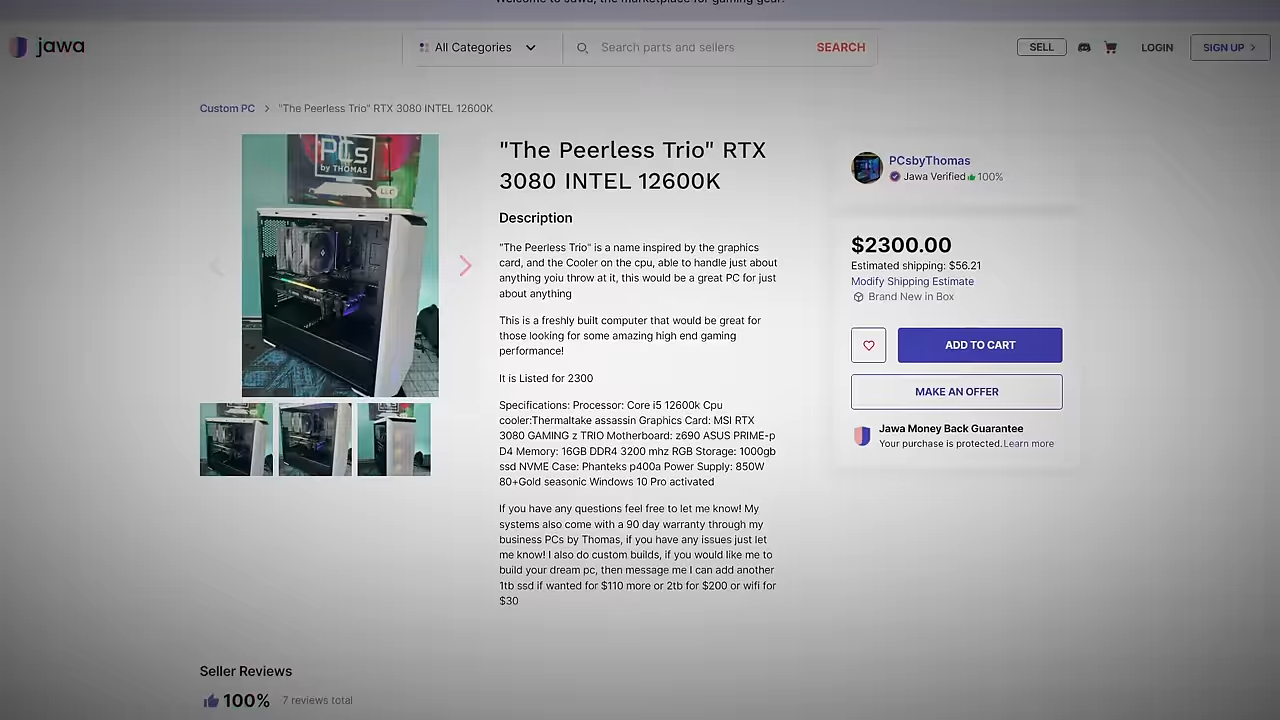 Welcome to Jawa, the marketplace for gaming gear!
jawa
All Categories
Search parts and sellers
SEARCH
SELL
LOGIN
SIGN UP
Custom PC > "The Peerless Trio" RTX 3080 INTEL 12600K
PCs
by THOMAS
LLC
"The Peerless Trio" RTX
3080 INTEL 12600K
Description
"The Peerless Trio" is a name inspired by the graphics
card, and the Cooler on the cpu, able to handle just about
anything yoiu throw at it, this would be a great PC for just
about anything
This is a freshly built computer that would be great for
those looking for some amazing high end gaming
performance!
It is Listed for 2300
Specifications: Processor: Core i5 12600k Cpu
cooler:Thermaltake assassin Graphics Card: MSI RTX
3080 GAMING z TRIO Motherboard: z690 ASUS PRIME-p
D4 Memory: 16GB DDR4 3200 mhz RGB Storage: 1000gb
ssd NVME Case: Phanteks p400a Power Supply: 850W
80+Gold seasonic Windows 10 Pro activated
If you have any questions feel free to let me know! My
systems also come with a 90 day warranty through my
business PCs by Thomas, if you have any issues just let
me know! I also do custom builds, if you would like me to
build your dream pc, then message me I can add another
1tb ssd if wanted for $110 more or 2tb for $200 or wifi for
$30
PCsbyThomas
Jawa Verified 100%
$2300.00
Estimated shipping: $56.21
Modify Shipping Estimate
Brand New in Box
ADD TO CART
MAKE AN OFFER
Jawa Money Back Guarantee
Your purchase is protected. Learn more
Seller Reviews
100% 7 reviews total